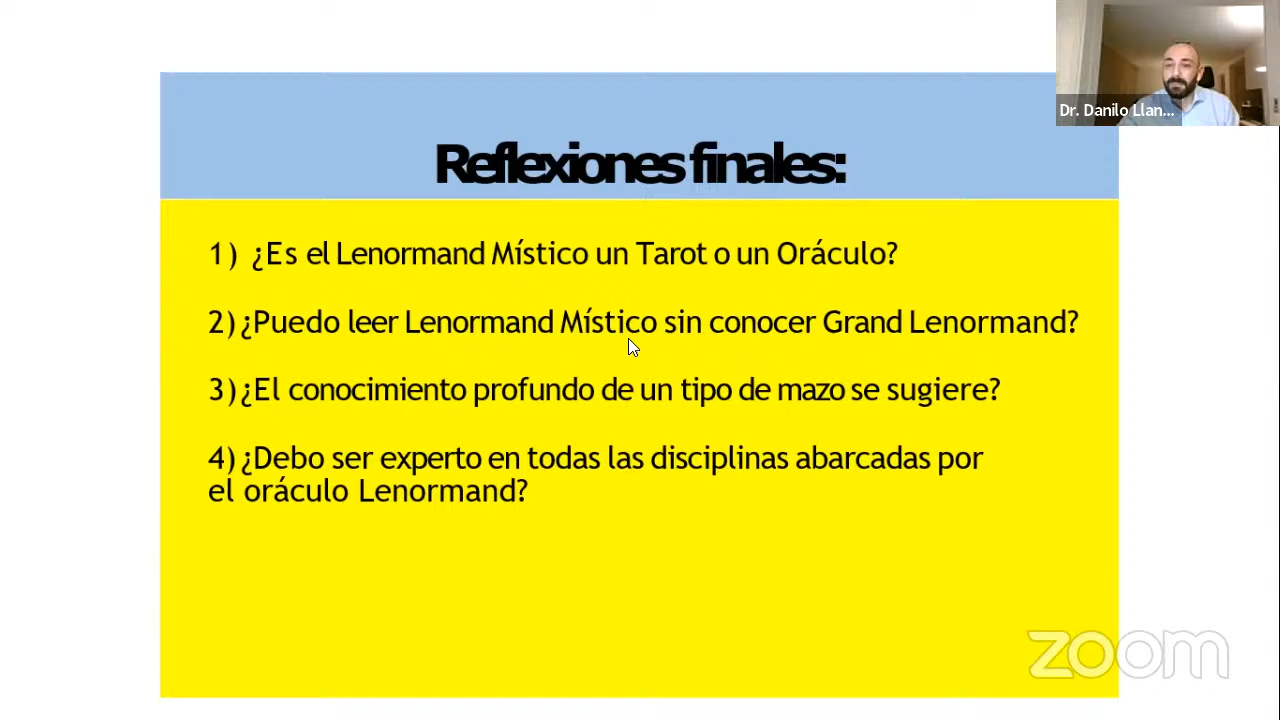 Dr. Danilo Llan...
Reflexiones finales:
1) ¿Es el Lenormand Místico un Tarot o un Oráculo?
2)¿Puedo leer Lenormand Místico sin conocer Grand Lenormand?
3)¿El conocimiento profundo de un tipo de mazo se sugiere?
4)¿Debo ser experto en todas las disciplinas abarcadas por
el oráculo Lenormand?
zoom